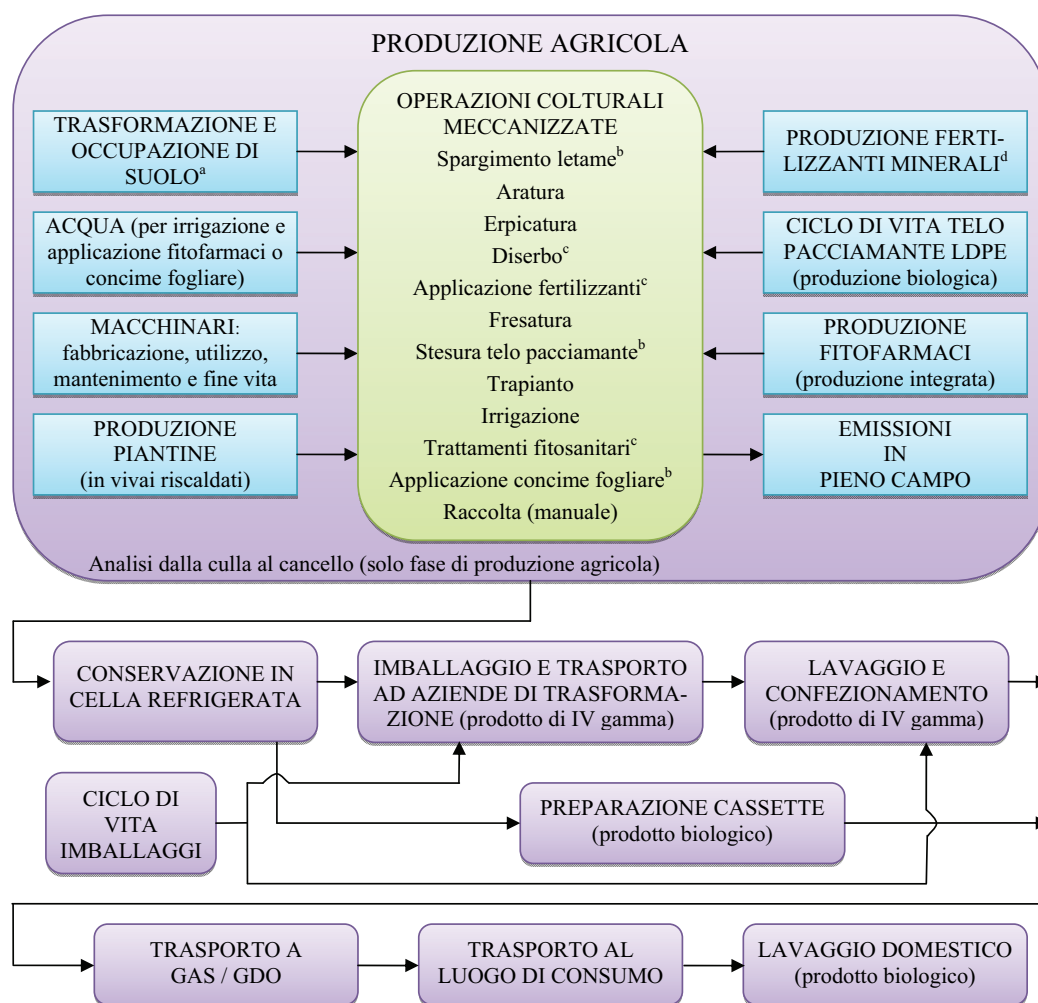 PRODUZIONE AGRICOLA
TRASFORMAZIONE E
OCCUPAZIONE DI
SUOLOᵃ
ACQUA (per irrigazione e
applicazione fitofarmaci o
concime fogliare)
MACCHINARI:
fabbricazione, utilizzo,
mantenimento e fine vita
PRODUZIONE
PIANTINE
(in vivai riscaldati)
OPERAZIONI COLTURALI
MECCANIZZATE
Spargimento letameᵇ
Aratura
Erpicatura
Diserboᶜ
Applicazione fertilizzantiᶜ
Fresatura
Stesura telo pacciamanteᵇ
Trapianto
Irrigazione
Trattamenti fitosanitariᶜ
Applicazione concime fogliareᵇ
Raccolta (manuale)
PRODUZIONE FERTI-
LIZZANTI MINERALIᵈ
CICLO DI VITA TELO
PACCIAMANTE LDPE
(produzione biologica)
PRODUZIONE
FITOFARMACI
(produzione integrata)
EMISSIONI
IN
PIENO CAMPO
Analisi dalla culla al cancello (solo fase di produzione agricola)
CONSERVAZIONE IN
CELLA REFRIGERATA
IMBALLAGGIO E TRASPORTO
AD AZIENDE DI TRASFORMA-
ZIONE (prodotto di IV gamma)
LAVAGGIO E
CONFEZIONAMENTO
(prodotto di IV gamma)
CICLO DI
VITA
IMBALLAGGI
PREPARAZIONE CASSETTE
(prodotto biologico)
TRASPORTO A
GAS / GDO
TRASPORTO AL
LUOGO DI CONSUMO
LAVAGGIO DOMESTICO
(prodotto biologico)